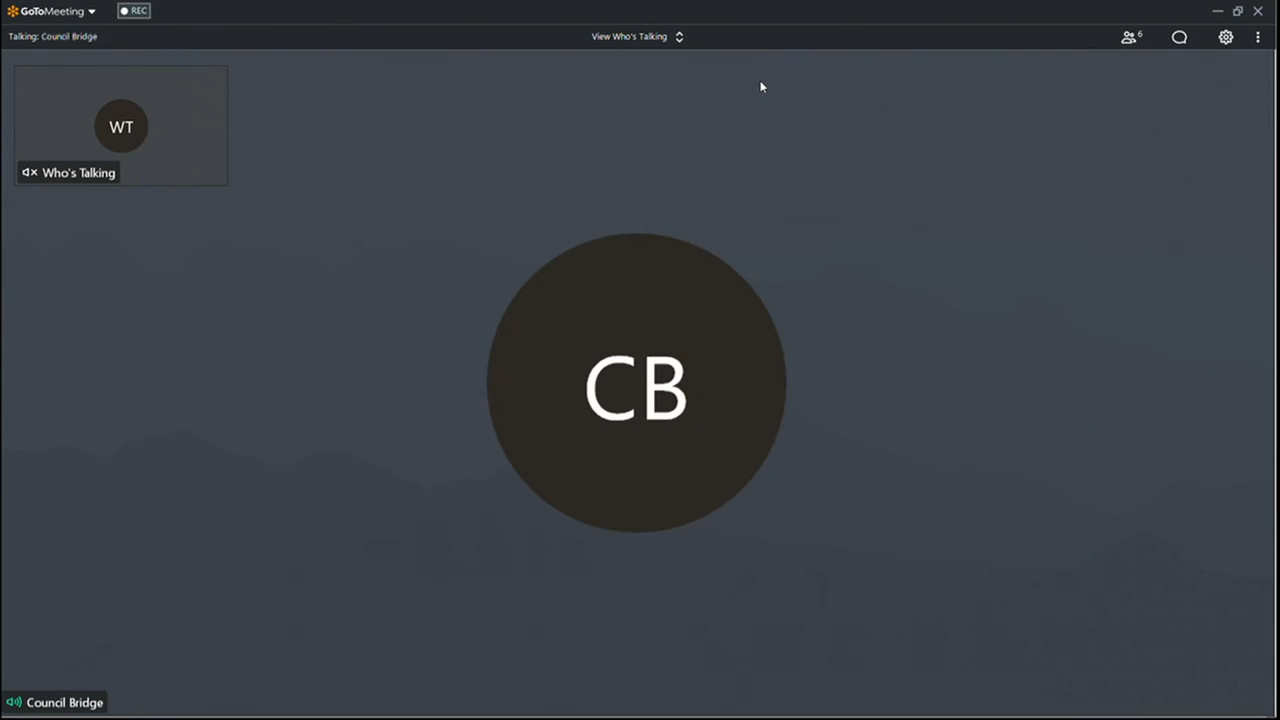 GoToMeeting
REC
Talking: Council Bridge
View Who's Talking
6
WT
Who's Talking
CB
Council Bridge